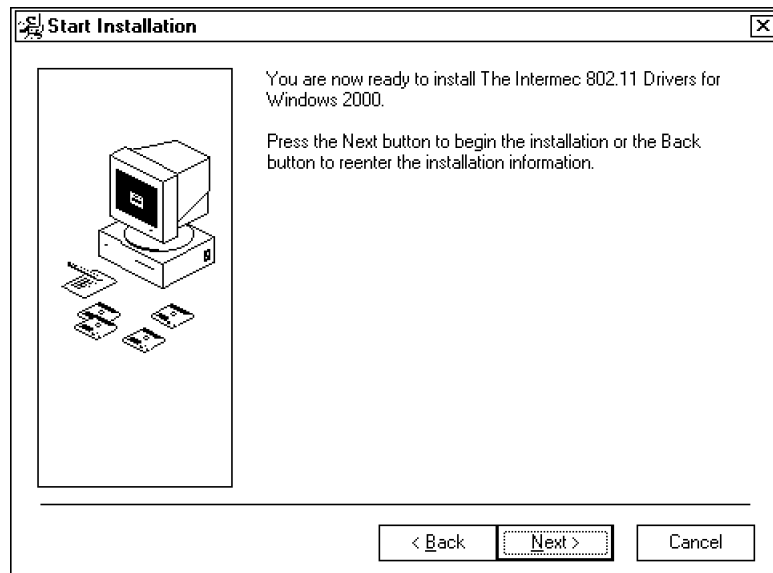 Start Installation
You are now ready to install The Intermec 802.11 Drivers for
Windows 2000.
Press the Next button to begin the installation or the Back
button to reenter the installation information.
< Back
Next >
Cancel